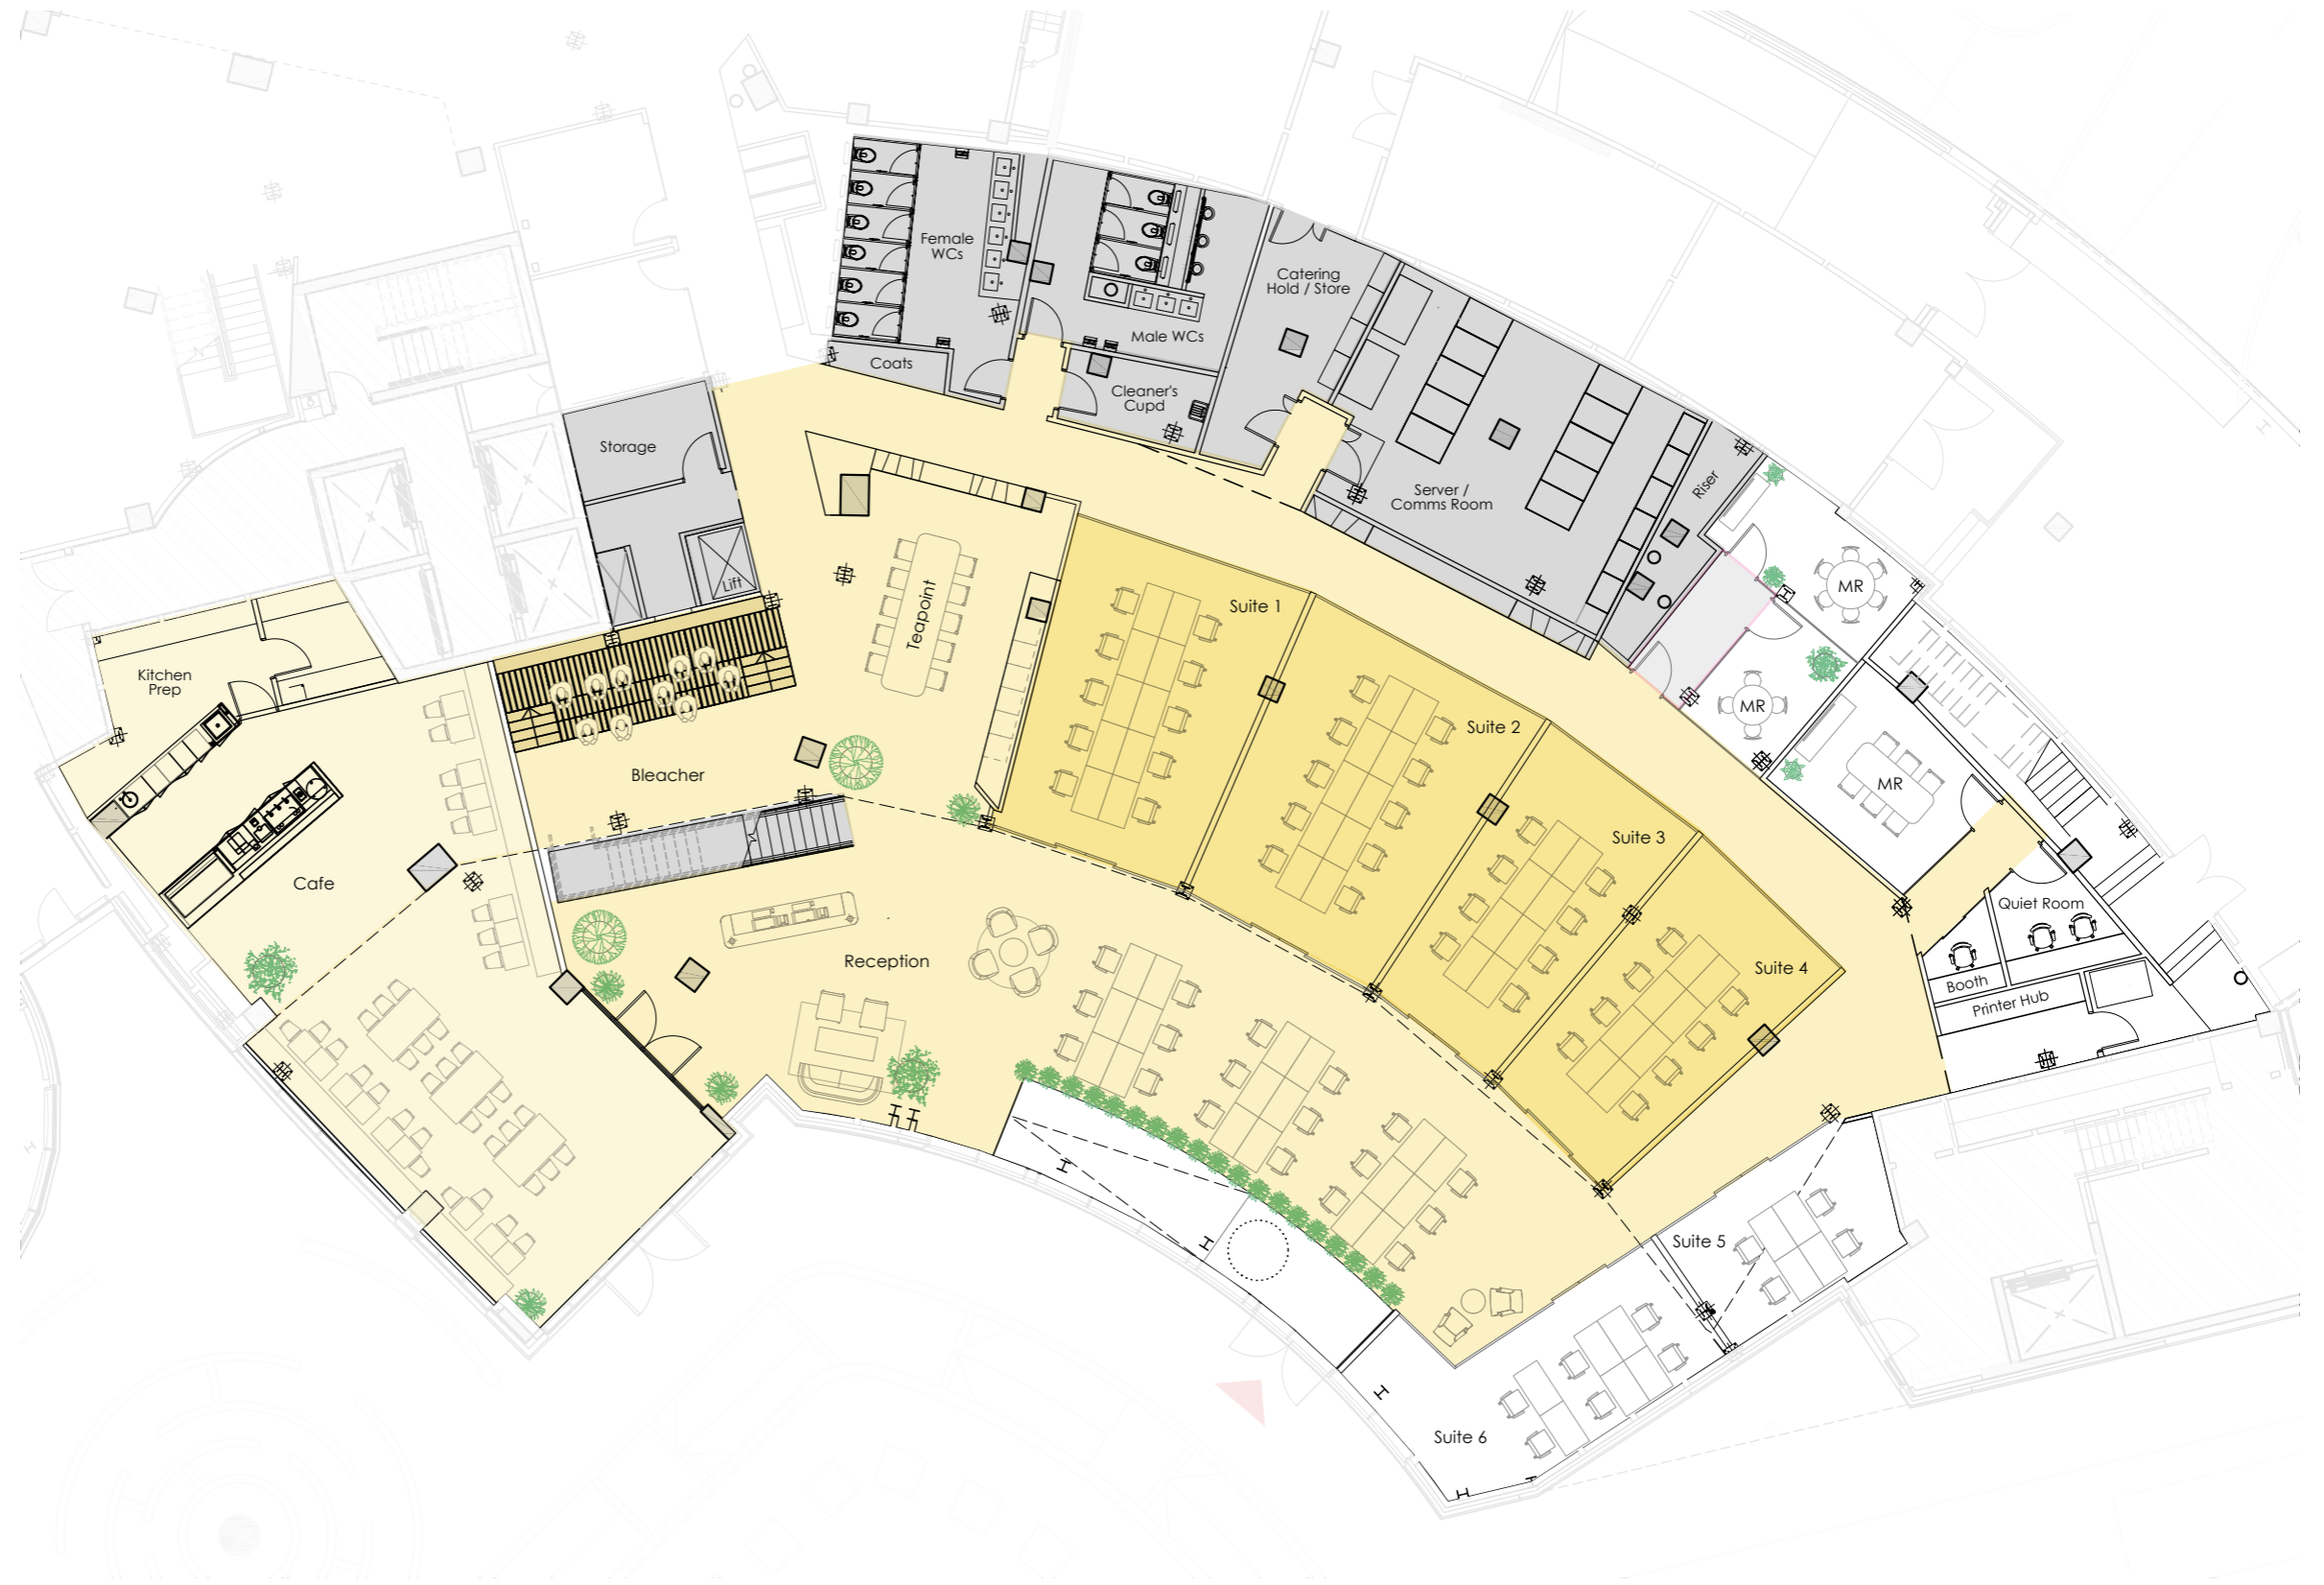 Female
WCs
Male WCs
Catering
Hold / Store
Coats
Cleaner's
Cupd
Storage
Server /
Comms Room
Riser
Lift
Teapoint
Suite 1
MR
Kitchen
Prep
MR
Suite 2
Bleacher
MR
Suite 3
Cafe
Quiet Room
Reception
Suite 4
Booth
Printer Hub
Suite 5
Suite 6